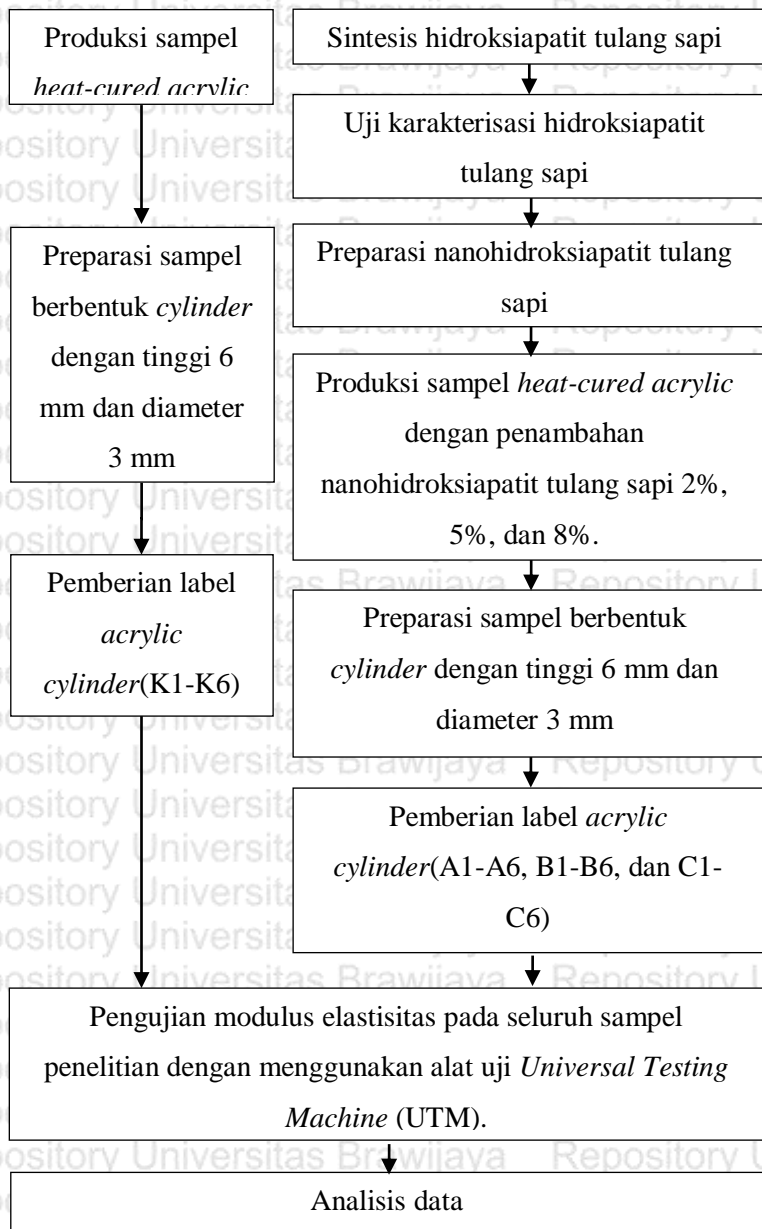 Produksi sampel
heat-cured acrylic
Preparasi sampel
berbentuk cylinder
dengan tinggi 6
mm dan diameter
3 mm
Pemberian label
acrylic
cylinder(K1-K6)
Sintesis hidroksiapatit tulang sapi
Uji karakterisasi hidroksiapatit
tulang sapi
Preparasi nanohidroksiapatit tulang
sapi
Produksi sampel heat-cured acrylic
dengan penambahan
nanohidroksiapatit tulang sapi 2%,
5%, dan 8%.
Preparasi sampel berbentuk
cylinder dengan tinggi 6 mm dan
diameter 3 mm
Pemberian label acrylic
cylinder(A1-A6, B1-B6, dan C1-
C6)
Pengujian modulus elastisitas pada seluruh sampel
penelitian dengan menggunakan alat uji Universal Testing
Machine (UTM).
Analisis data